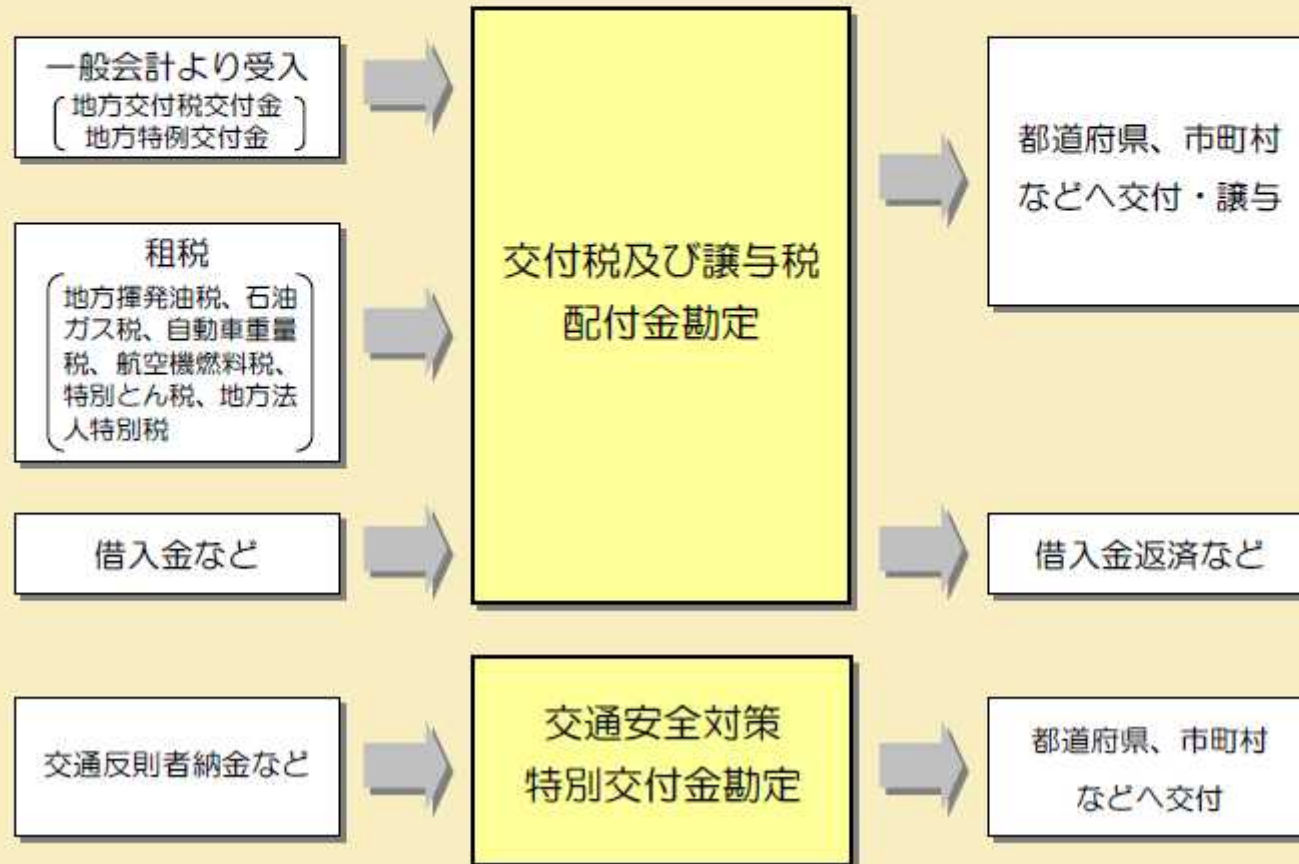 一般会計より受入
地方交付税交付金
地方特例交付金
租税
地方揮発油税、石油
ガス税、自動車重量
税、航空機燃料税、
特別とん税、地方法
人特別税
借入金など
交付税及び譲与税
配付金勘定
都道府県、市町村
などへ交付・譲与
借入金返済など
交通反則者納金など
交通安全対策
特別交付金勘定
都道府県、市町村
などへ交付